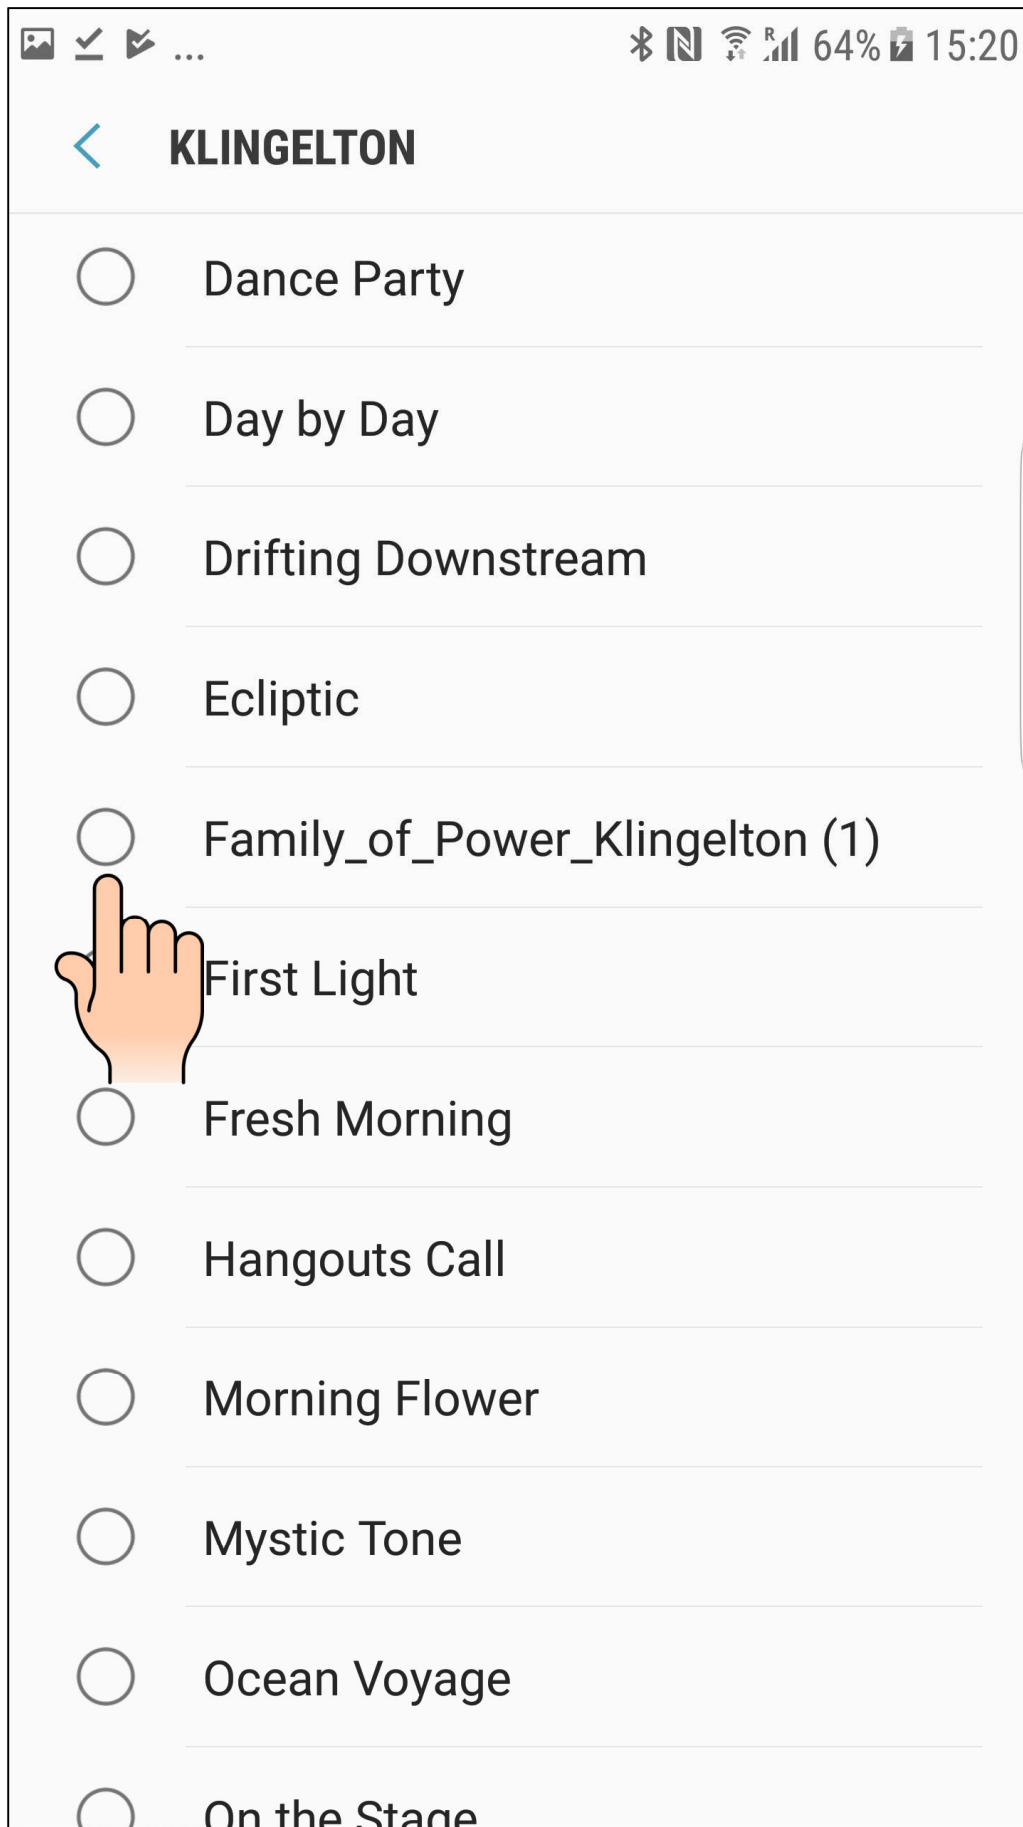 ... R 64% 15:20
KLINGELTON
Dance Party
Day by Day
Drifting Downstream
Ecliptic
Family_of_Power_Klingelton (1)
First Light
Fresh Morning
Hangouts Call
Morning Flower
Mystic Tone
Ocean Voyage
On the Stage